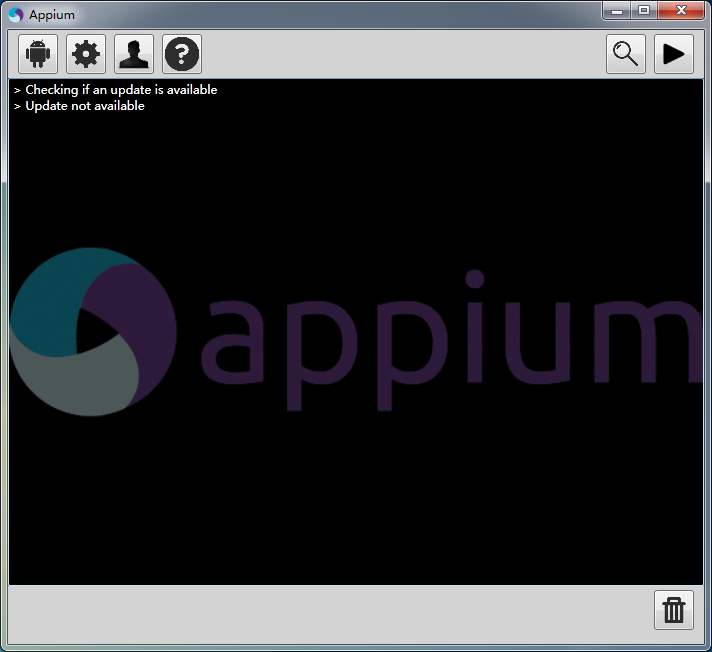 Appium
> Checking if an update is available
> Update not available
appium